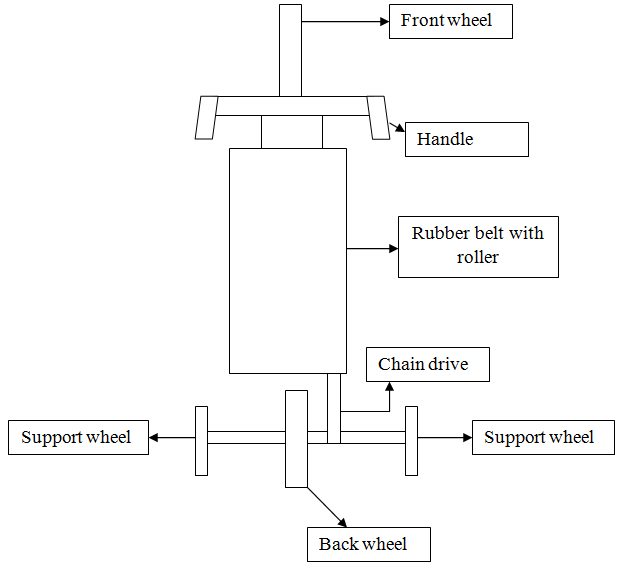 Front wheel
Handle
Rubber belt with
roller
Chain drive
Support wheel
Support wheel
Back wheel